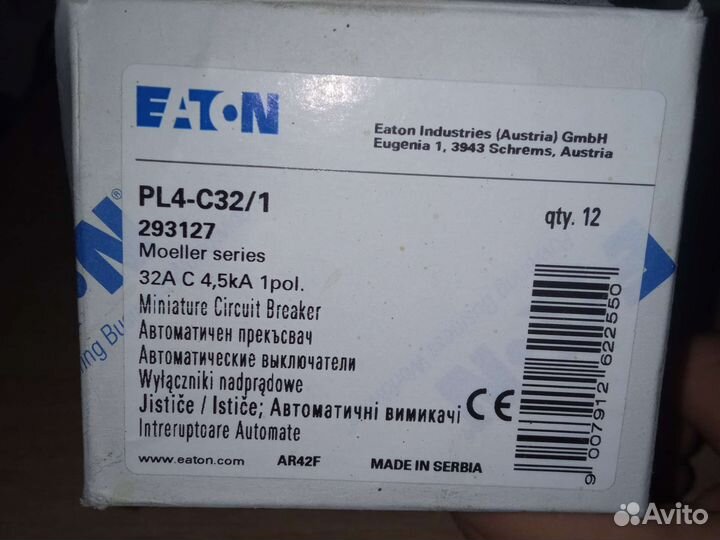 EATON
Eaton Industries (Austria) GmbH
Eugenia 1, 3943 Schrems, Austria
PL4-C32/1
qty. 12
293127
Moeller series
32A C 4,5kA 1pol.
Miniature Circuit Breaker
Автоматичен прекъсвач
Автоматические выключатели
Wyłączniki nadprądowe
Jističe / Ističe; Автоматичні вимикачі
CE
Intreruptoare Automate
www.eaton.com
AR42F
MADE IN SERBIA
9 007912 622550
ing Bu
Avito